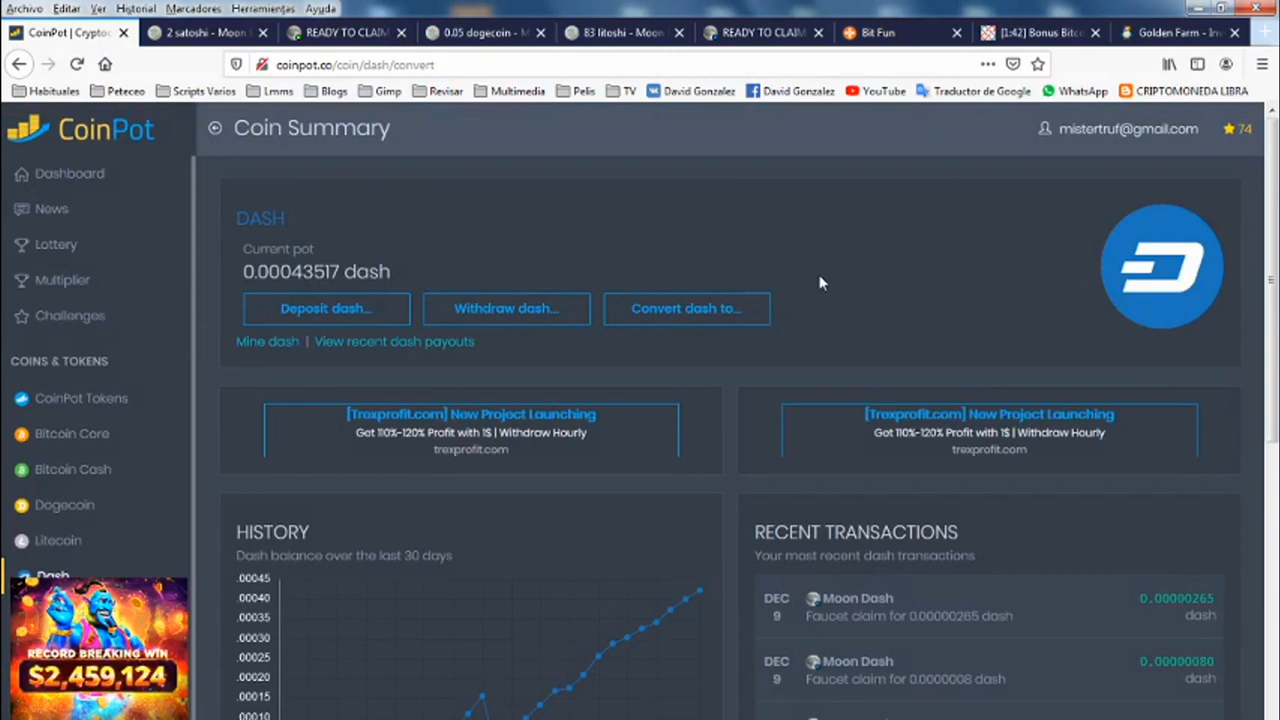 Archivo Editar Ver Historial Marcadores Herramientas Ayuda
CoinPot | Cryptoc 2 satoshi - Moon READY TO CLAIM 0.05 dogecoin - M 83 litoshi - Moon READY TO CLAIM Bit Fun [1:42] Bonus Bitco Golden Farm - Inv
coinpot.co/coin/dash/convert
Habituales Peteceo Scripts Varios Lmms Blogs Gimp Revisar Multimedia Pelis TV David Gonzalez David Gonzalez YouTube Traductor de Google WhatsApp CRIPTOMONEDA LIBRA
CoinPot
Coin Summary
mistertruf@gmail.com 74
Dashboard
News
Lottery
Multiplier
Challenges
COINS & TOKENS
CoinPot Tokens
Bitcoin Core
Bitcoin Cash
Dogecoin
Litecoin
Dash
RECORD BREAKING WIN
$2,459,124
DASH
Current pot
0.00043517 dash
Deposit dash... Withdraw dash... Convert dash to...
Mine dash | View recent dash payouts
[Trexprofit.com] New Project Launching
Get 110%-120% Profit with 1$ | Withdraw Hourly
trexprofit.com
[Trexprofit.com] New Project Launching
Get 110%-120% Profit with 1$ | Withdraw Hourly
trexprofit.com
HISTORY
Dash balance over the last 30 days
.00045
.00040
.00035
.00030
.00025
.00020
.00015
.00010
RECENT TRANSACTIONS
Your most recent dash transactions
DEC 9 Moon Dash 0.00000265
Faucet claim for 0.00000265 dash dash
DEC 9 Moon Dash 0.00000080
Faucet claim for 0.0000008 dash dash